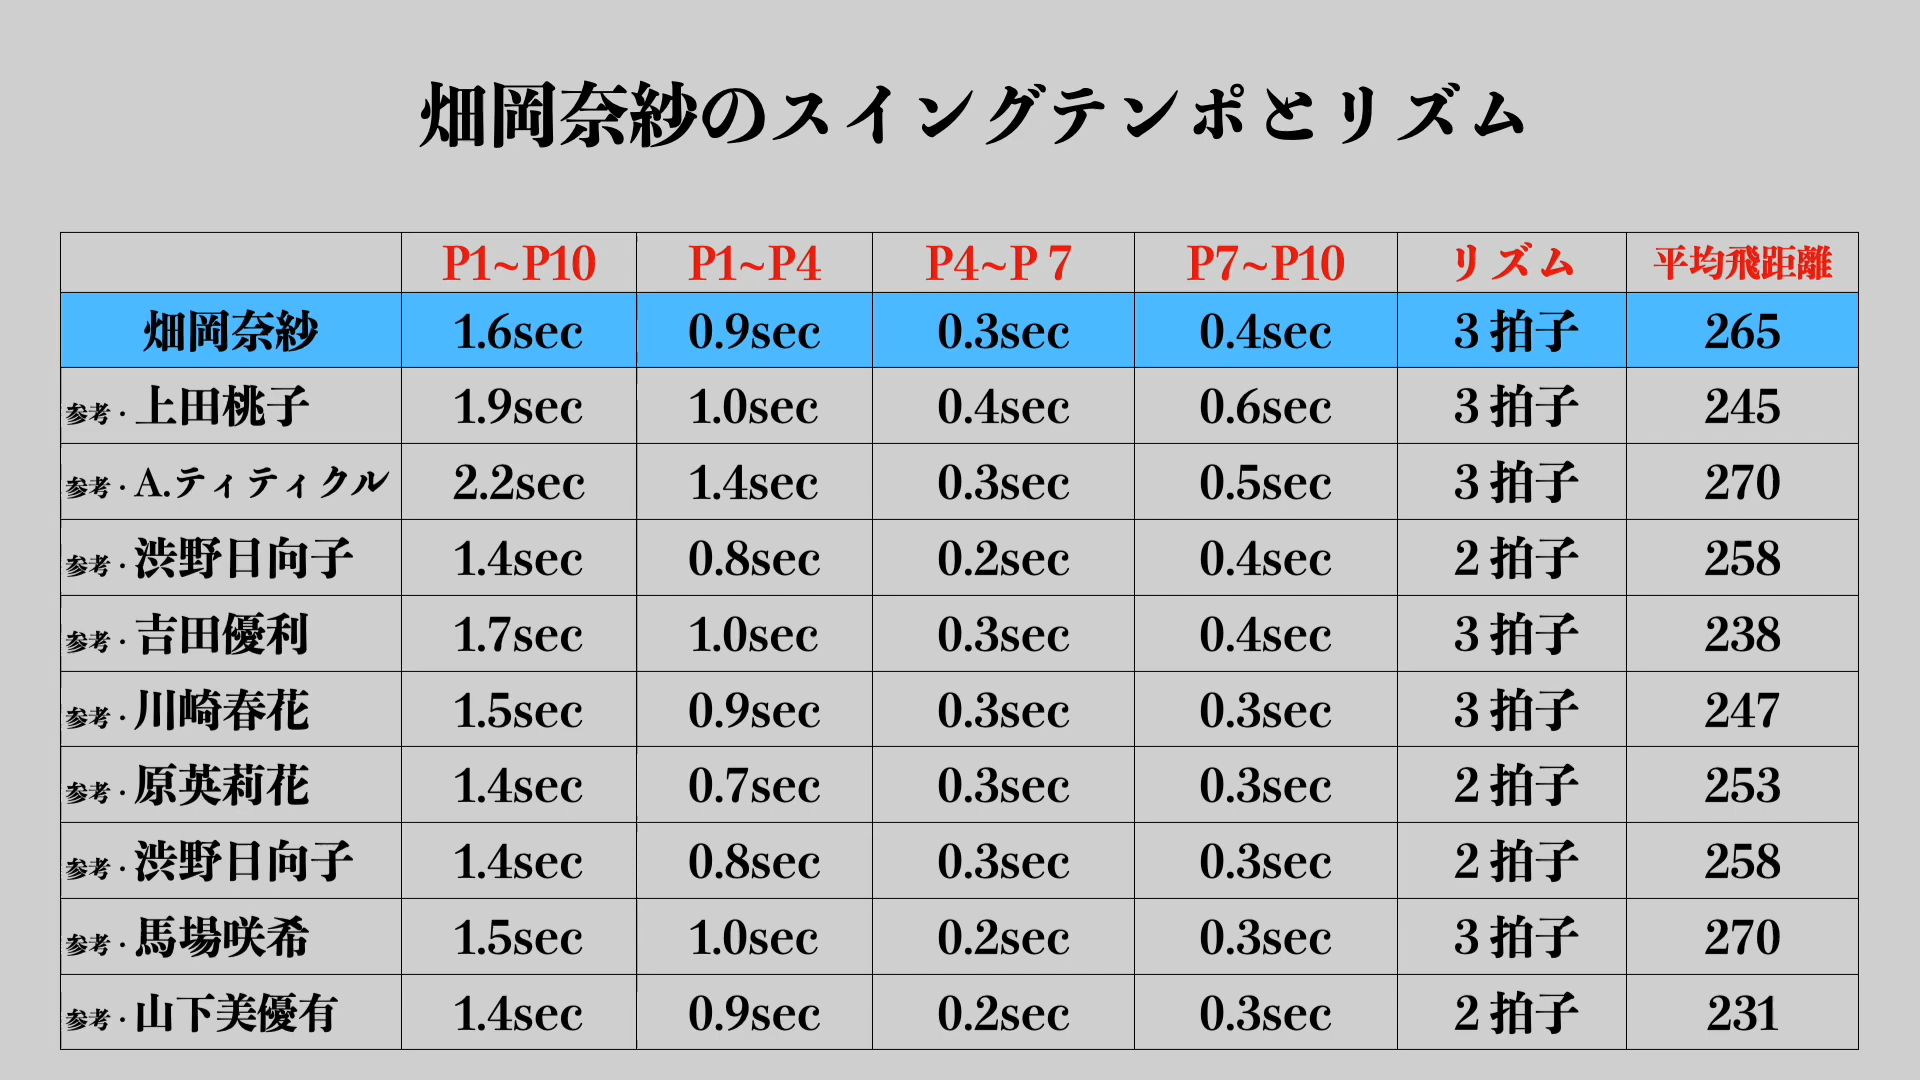 畑岡奈紗のスイングテンポとリズム
P1~P10 P1~P4 P4~P７ P7~P10 リズム 平均飛距離
畑岡奈紗 1.6sec 0.9sec 0.3sec 0.4sec 3拍子 265
参考・上田桃子 1.9sec 1.0sec 0.4sec 0.6sec 3拍子 245
参考・A.ティティクル 2.2sec 1.4sec 0.3sec 0.5sec 3拍子 270
参考・渋野日向子 1.4sec 0.8sec 0.2sec 0.4sec 2拍子 258
参考・吉田優利 1.7sec 1.0sec 0.3sec 0.4sec 3拍子 238
参考・川崎春花 1.5sec 0.9sec 0.3sec 0.3sec 3拍子 247
参考・原英莉花 1.4sec 0.7sec 0.3sec 0.3sec 2拍子 253
参考・渋野日向子 1.4sec 0.8sec 0.3sec 0.3sec 2拍子 258
参考・馬場咲希 1.5sec 1.0sec 0.2sec 0.3sec 3拍子 270
参考・山下美優有 1.4sec 0.9sec 0.2sec 0.3sec 2拍子 231